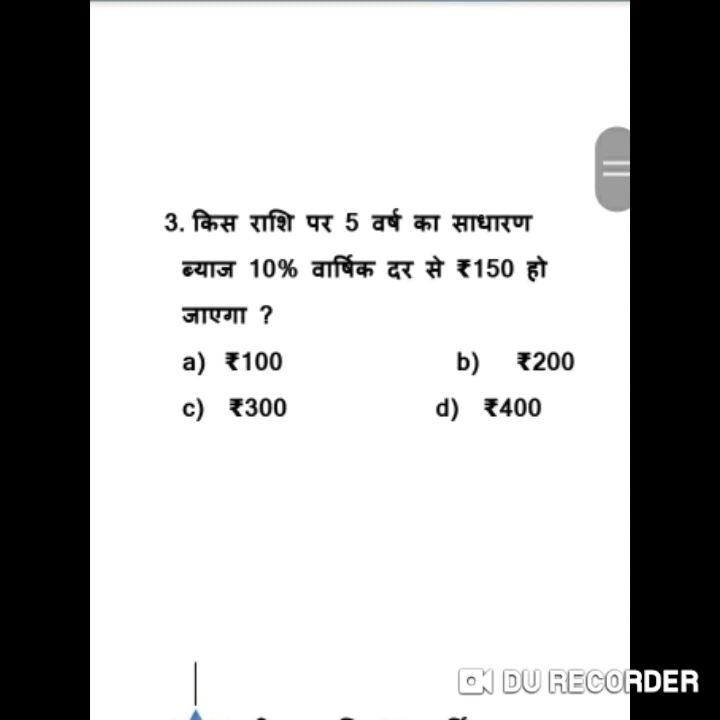 3. किस राशि पर 5 वर्ष का साधारण
ब्याज 10% वार्षिक दर से ₹150 हो
जाएगा ?
a) ₹100 b) ₹200
c) ₹300 d) ₹400
DU RECORDER